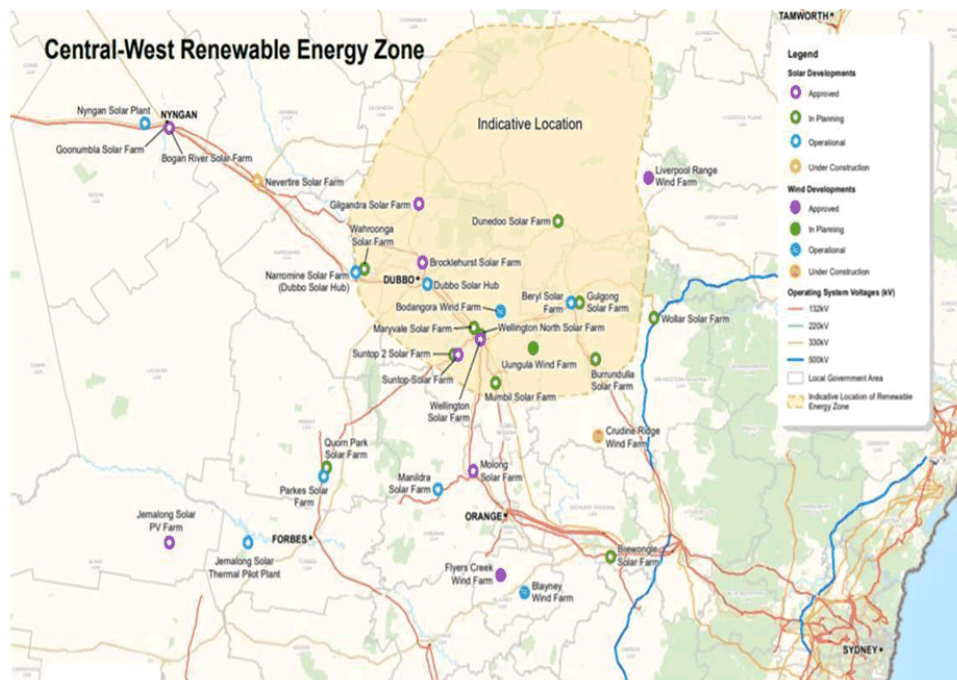 Central-West Renewable Energy Zone
TAMWORTH
Nyngan Solar Plant
NYNGAN
Goonumbla Solar Farm
Bogan River Solar Farm
Nevertire Solar Farm
Indicative Location
Liverpool Range
Wind Farm
Gilgandra Solar Farm
Dunedoo Solar Farm
Wahroonga
Solar Farm
Brocklehurst Solar Farm
Narromine Solar Farm
(Dubbo Solar Hub)
DUBBO
Dubbo Solar Hub
Bodangora Wind Farm
Beryl Solar
Farm
Gulgong
Solar Farm
Wollar Solar Farm
Maryvale Solar Farm
Wellington North Solar Farm
Suntop 2 Solar Farm
Uungula Wind Farm
Suntop Solar Farm
Burrundulla
Solar Farm
Mumbil Solar Farm
Wellington
Solar Farm
Crudine Ridge
Wind Farm
Quorn Park
Solar Farm
Parkes Solar
Farm
Manildra
Solar Farm
Molong
Solar Farm
Jemalong Solar
PV Farm
FORBES
ORANGE
Jemalong Solar
Thermal Pilot Plant
Brewongle
Solar Farm
Flyers Creek
Wind Farm
Blayney
Wind Farm
SYDNEY
Legend
Solar Developments
Approved
In Planning
Operational
Under Construction
Wind Developments
Approved
In Planning
Operational
Under Construction
Operating System Voltages (kV)
132kV
220kV
330kV
500kV
Local Government Area
Indicative Location of Renewable
Energy Zone